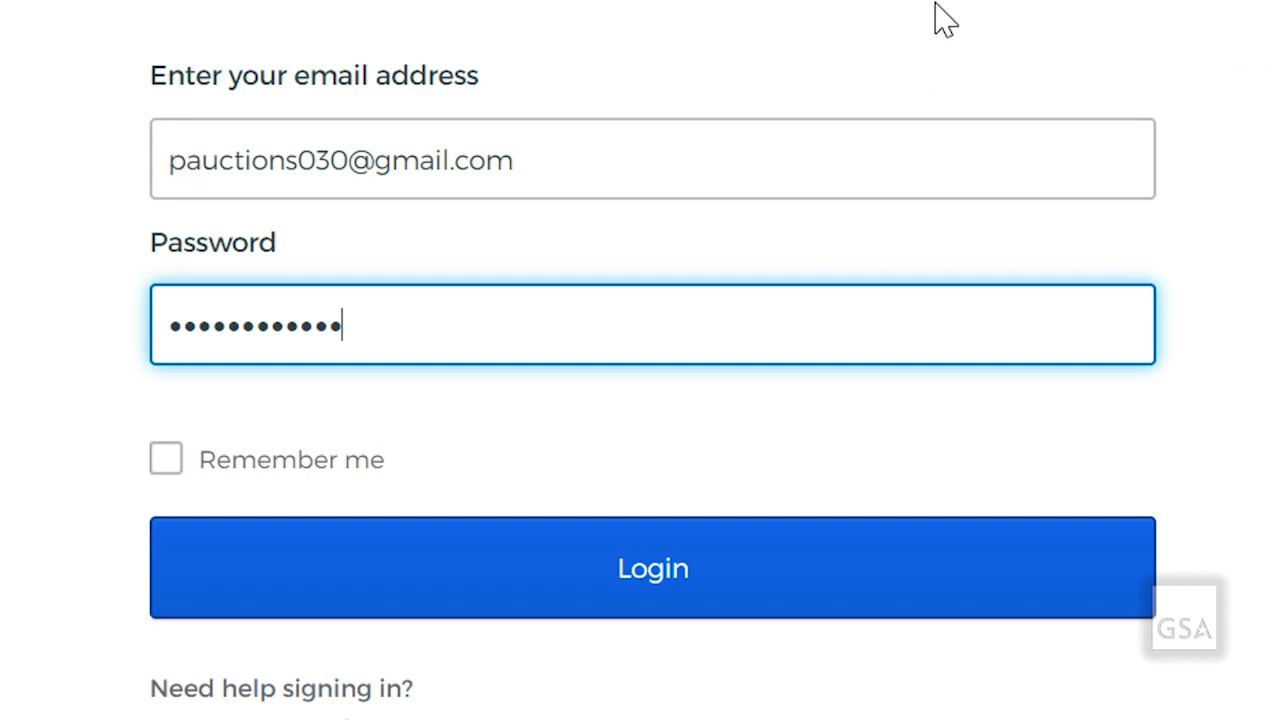 Enter your email address
pauctions030@gmail.com
Password
••••••••••••
Remember me
Login
GSA
Need help signing in?